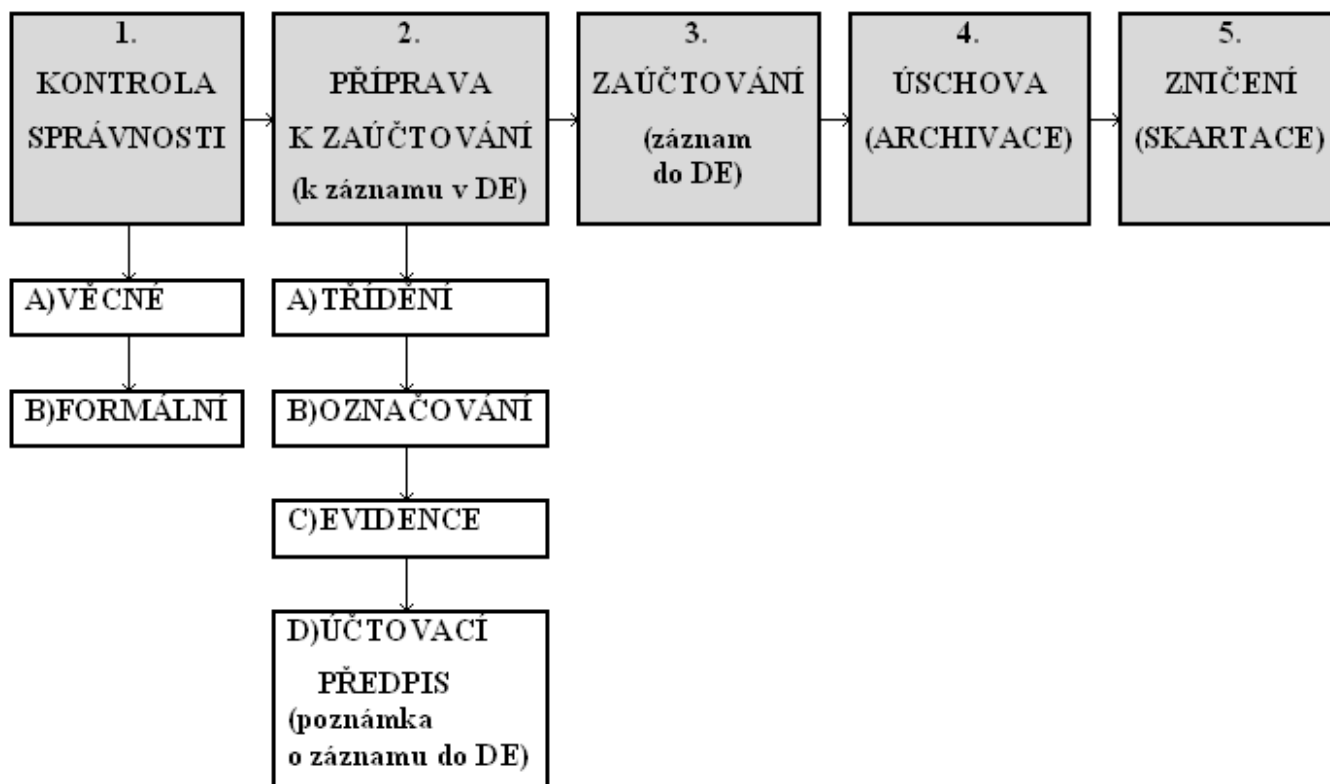 1.
KONTROLA
SPRÁVNOSTI
2.
PŘÍPRAVA
K ZAÚČTOVÁNÍ
(k záznamu v DE)
3.
ZAÚČTOVÁNÍ
(záznam
do DE)
4.
ÚSCHOVA
(ARCHIVACE)
5.
ZNIČENÍ
(SKARTACE)
A)VĚCNÉ
B)FORMÁLNÍ
A)TŘÍDĚNÍ
B)OZNAČOVÁNÍ
C)EVIDENCE
D)ÚČTOVACÍ
PŘEDPIS
(poznámka
o záznamu do DE)